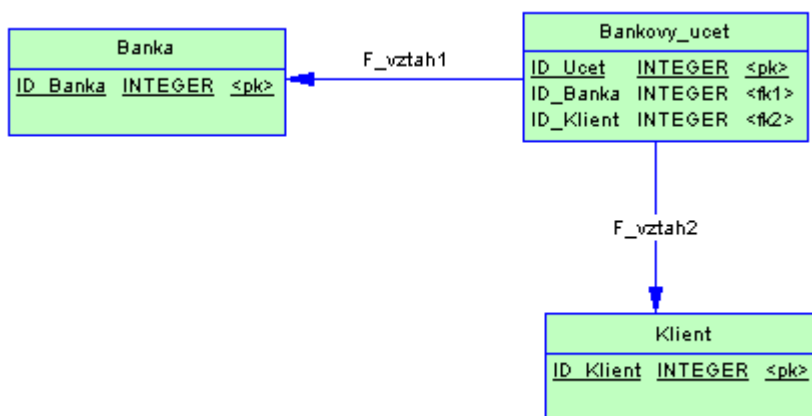 Banka
ID_Banka INTEGER <pk>
F_vztah1
Bankovy_ucet
ID_Ucet INTEGER <pk>
ID_Banka INTEGER <fk1>
ID_Klient INTEGER <fk2>
F_vztah2
Klient
ID_Klient INTEGER <pk>